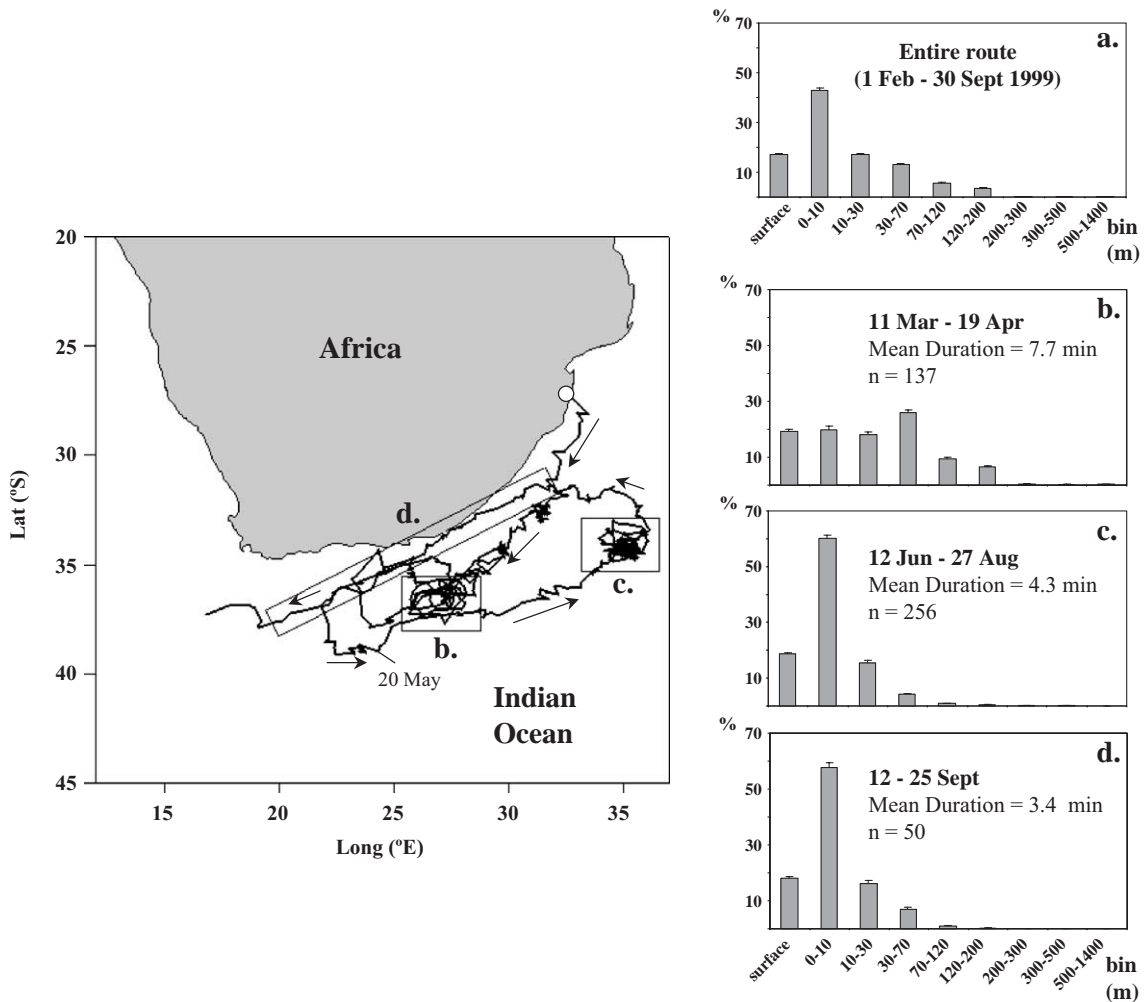 20
25
30
35
40
45
Lat (ºS)
15
20
25
30
35
Long (ºE)
Africa
d.
c.
b.
20 May
Indian
Ocean
%
70
50
30
10
a.
Entire route
(1 Feb - 30 Sept 1999)
surface
0-10
10-30
30-70
70-120
120-200
200-300
300-500
500-1400
bin
(m)
%
70
50
30
10
b.
11 Mar - 19 Apr
Mean Duration = 7.7 min
n = 137
%
70
50
30
10
c.
12 Jun - 27 Aug
Mean Duration = 4.3 min
n = 256
%
70
50
30
10
d.
12 - 25 Sept
Mean Duration = 3.4 min
n = 50
surface
0-10
10-30
30-70
70-120
120-200
200-300
300-500
500-1400
bin
(m)